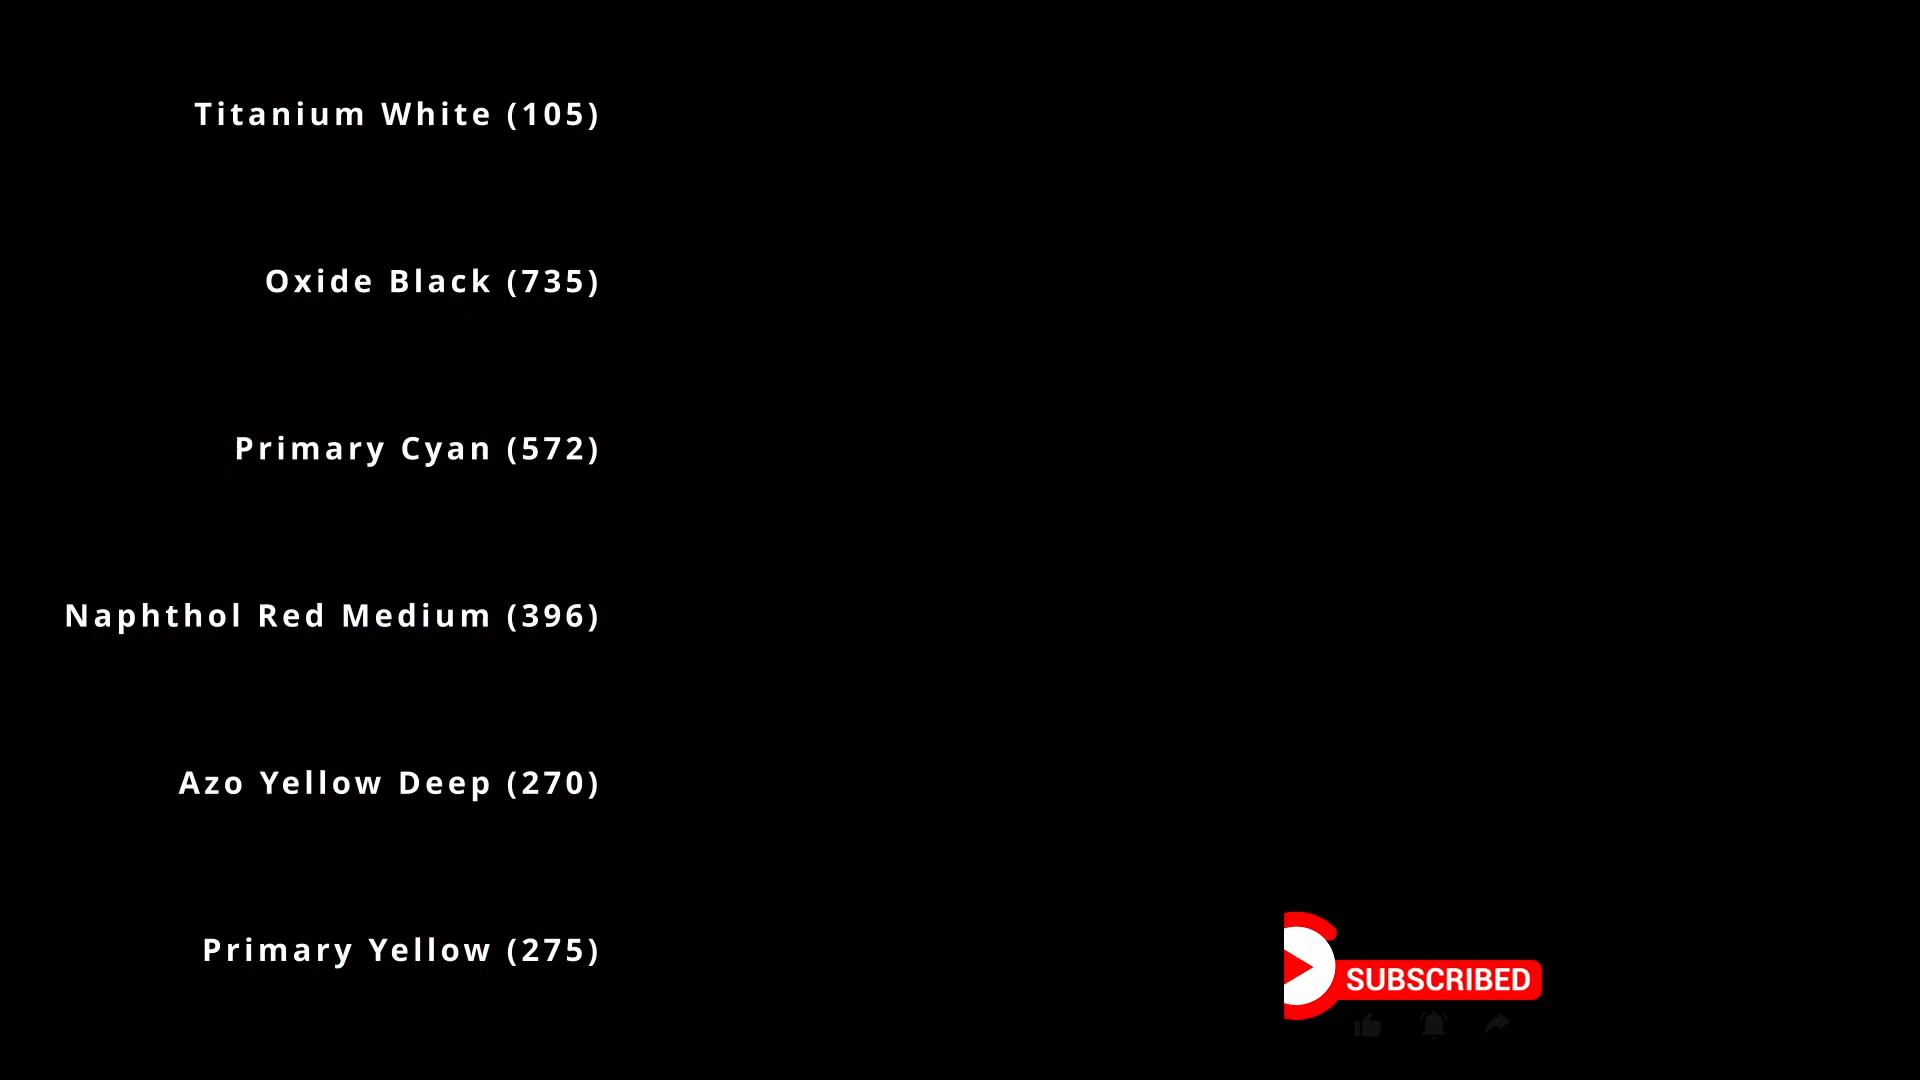 Titanium White (105)
Oxide Black (735)
Primary Cyan (572)
Naphthol Red Medium (396)
Azo Yellow Deep (270)
Primary Yellow (275)
SUBSCRIBED